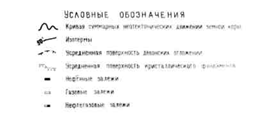 УСЛОВНЫЕ ОБОЗНАЧЕНИЯ
Кривая суммарных неотектонических движений земной коры
Изотермы
Усредненная поверхность девонских отложений
Усредненная поверхность кристаллического фундамента
Нефтяные залежи
Газовые залежи
Нефтегазовые залежи